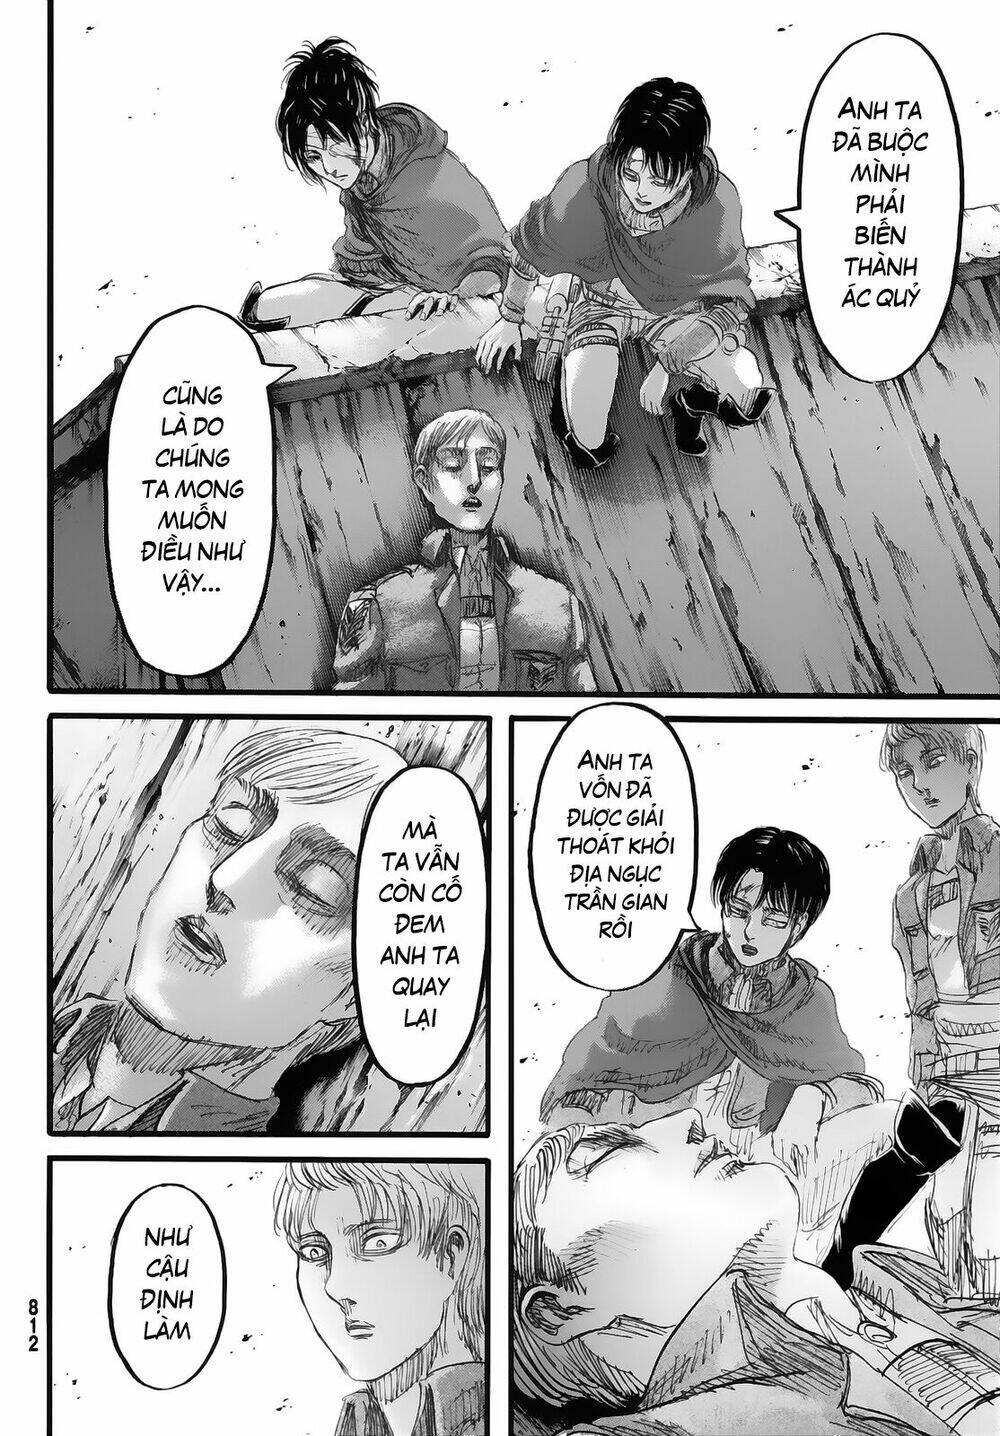 ANH TA
ĐÃ BUỘC
MÌNH
PHẢI
BIẾN
THÀNH
ÁC QUỶ
CŨNG
LÀ DO
CHÚNG
TA MONG
MUỐN
ĐIỀU NHƯ
VẬY...
ANH TA
VỐN ĐÃ
ĐƯỢC GIẢI
THOÁT KHỎI
ĐỊA NGỤC
TRẦN GIAN
RỒI
MÀ
TA VẪN
CÒN CỐ
ĐEM
ANH TA
QUAY
LẠI
NHƯ
CẬU
ĐỊNH
LÀM
812